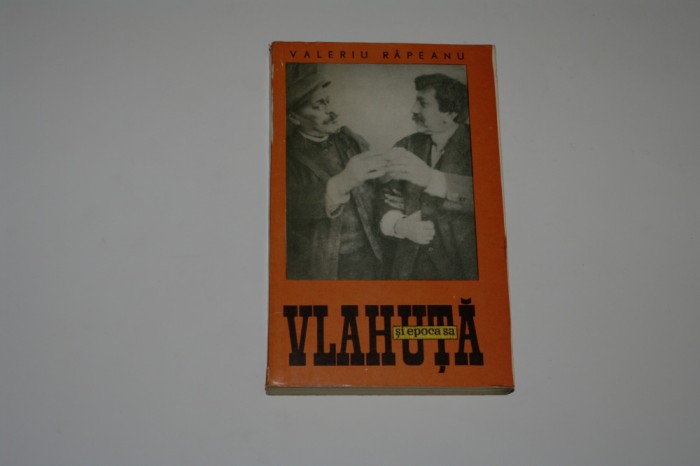 VALERIU RÂPEANU
VLAHUȚĂ
și epoca sa